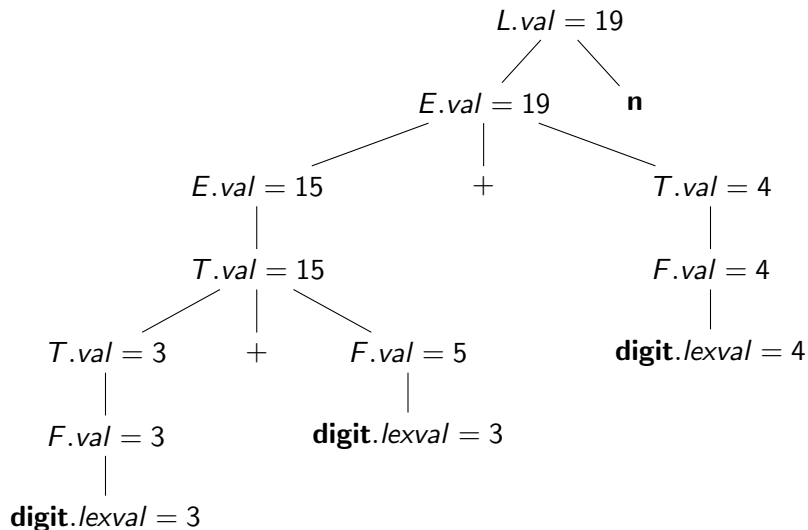 L.val = 19
E.val = 19
n
E.val = 15
+
T.val = 4
T.val = 15
F.val = 4
T.val = 3
+
F.val = 5
digit.lexval = 4
F.val = 3
digit.lexval = 3
digit.lexval = 3